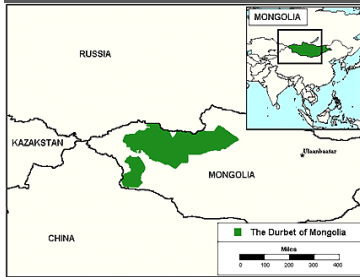 MONGOLIA
RUSSIA
KAZAKSTAN
Ulaanbaatar
MONGOLIA
CHINA
The Durbet of Mongolia
Miles
0 100 200 300 400